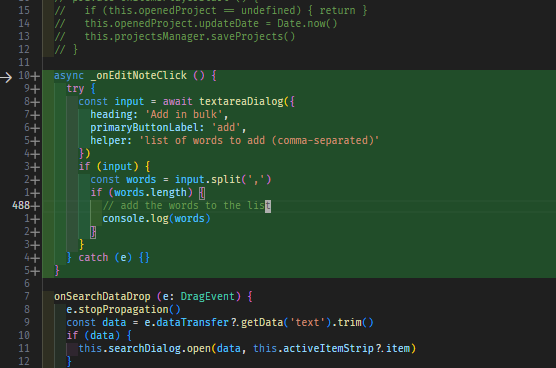 14 // private onItemStripUpdate () {
15 //   if (this.openedProject == undefined) { return }
14 //   this.openedProject.updateDate = Date.now()
13 //   this.projectsManager.saveProjects()
12 // }
11
10+ async _onEditNoteClick () {
9+ try {
8+ const input = await textareaDialog({
7+ heading: 'Add in bulk',
6+ primaryButtonLabel: 'add',
5+ helper: 'list of words to add (comma-separated)'
4+ })
3+ if (input) {
2+ const words = input.split(',')
1+ if (words.length) {
488+ // add the words to the list
1+ console.log(words)
2+ }
3+ }
4+ } catch (e) {}
5+ }
6
7 onSearchDataDrop (e: DragEvent) {
8 e.stopPropagation()
9 const data = e.dataTransfer?.getData('text').trim()
10 if (data) {
11 this.searchDialog.open(data, this.activeItemStrip?.item)
12 }